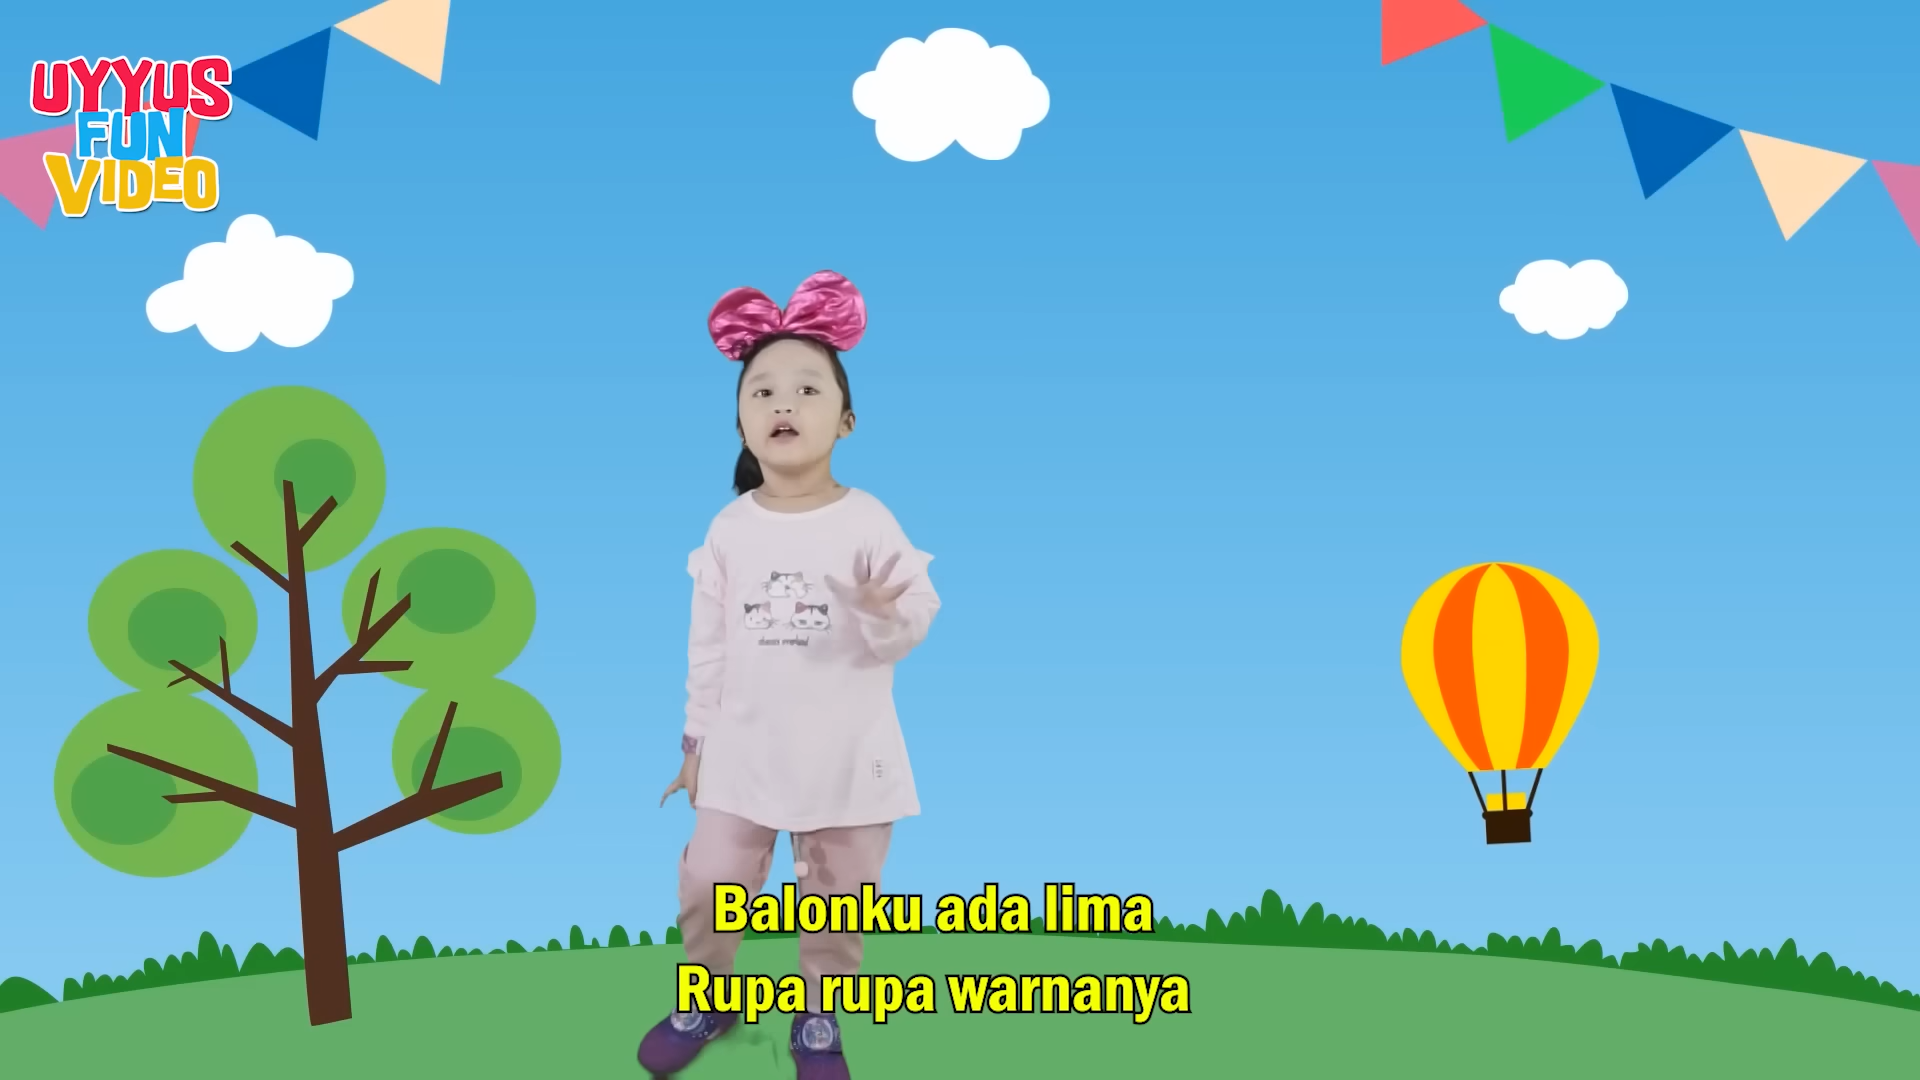 UYYUS
FUN
VIDEO
Balonku ada lima
Rupa rupa warnanya